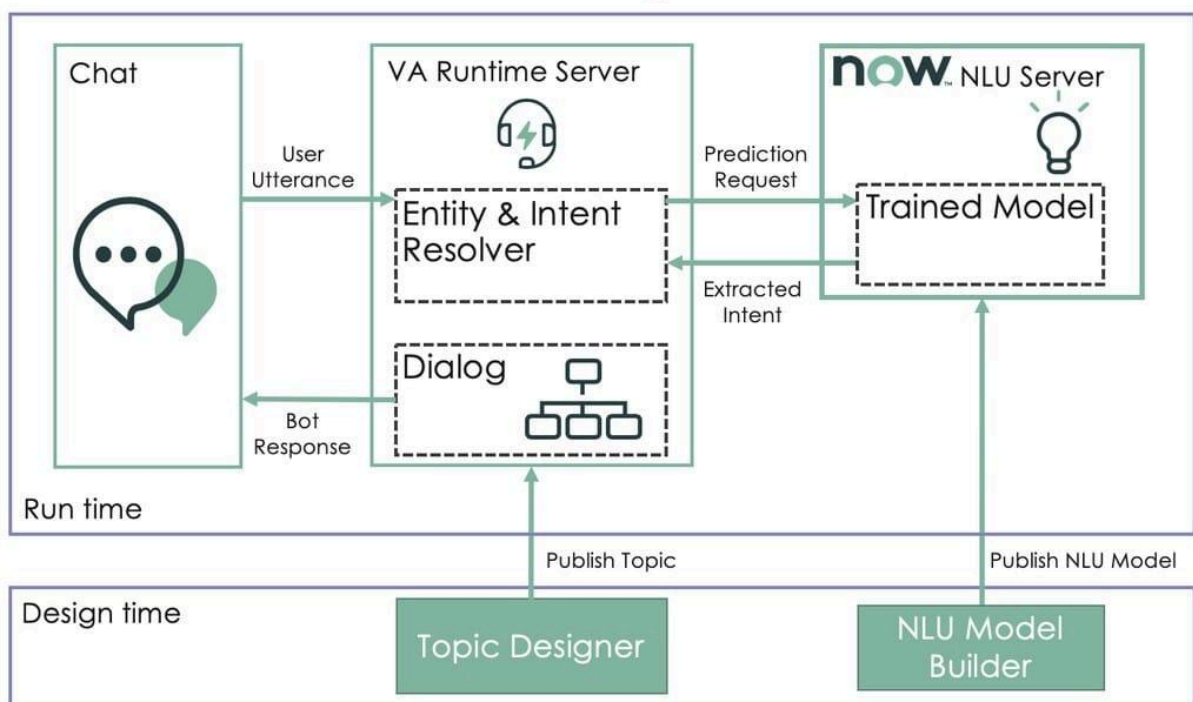 Chat
VA Runtime Server
now™ NLU Server
User
Utterance
Prediction
Request
Entity & Intent
Resolver
Trained Model
Extracted
Intent
Dialog
Bot
Response
Run time
Publish Topic
Publish NLU Model
Design time
Topic Designer
NLU Model
Builder